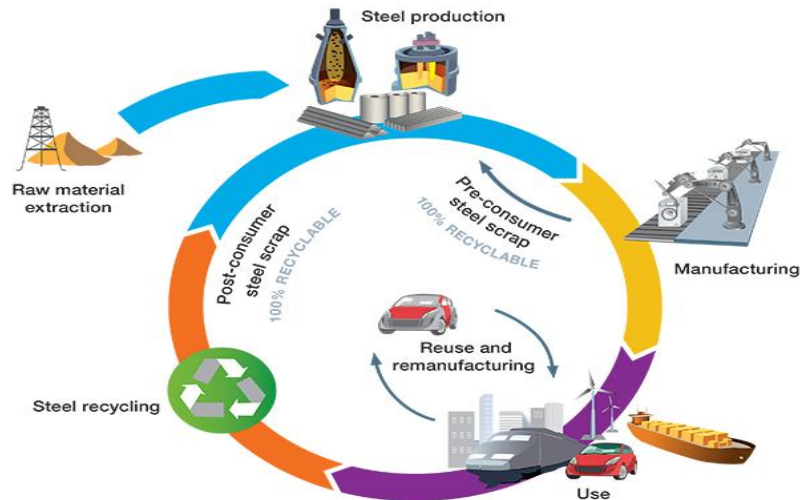 Steel production
Raw material
extraction
Pre-consumer
steel scrap
100% RECYCLABLE
Post-consumer
steel scrap
100% RECYCLABLE
Manufacturing
Reuse and
remanufacturing
Steel recycling
Use